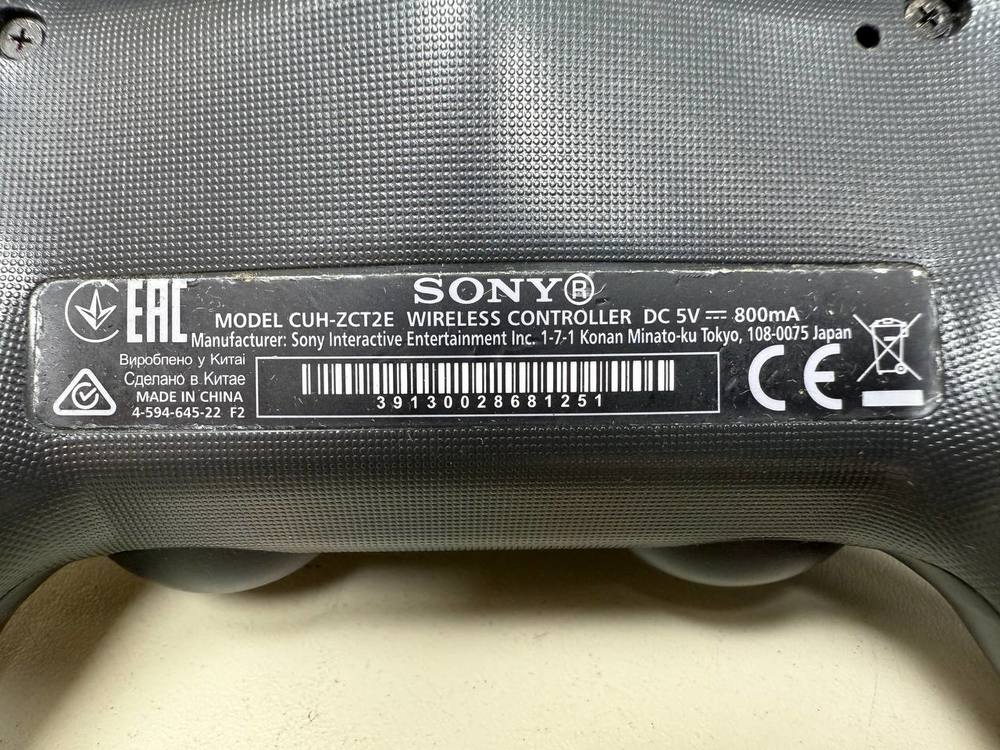 EAC
SONY®
MODEL CUH-ZCT2E WIRELESS CONTROLLER DC 5V ⎓ 800mA
Manufacturer: Sony Interactive Entertainment Inc. 1-7-1 Konan Minato-ku Tokyo, 108-0075 Japan
Вироблено у Китаї
Сделано в Китае
MADE IN CHINA
4-594-645-22 F2
39130028681251
CE